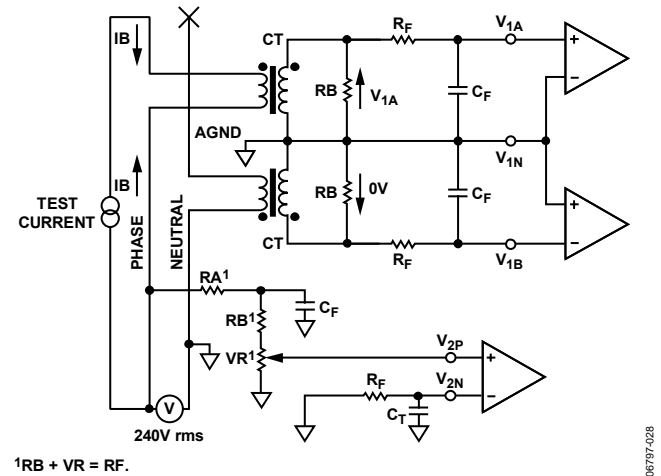 IB
CT
RF
V1A
+
−
RB
V1A
CF
AGND
V1N
IB
TEST
CURRENT
PHASE
NEUTRAL
RB
0V
CF
+
−
CT
RF
V1B
RA1
CF
RB1
VR1
V2P
+
RF
V2N
−
CT
V
240V rms
1RB + VR = RF.
06797-028